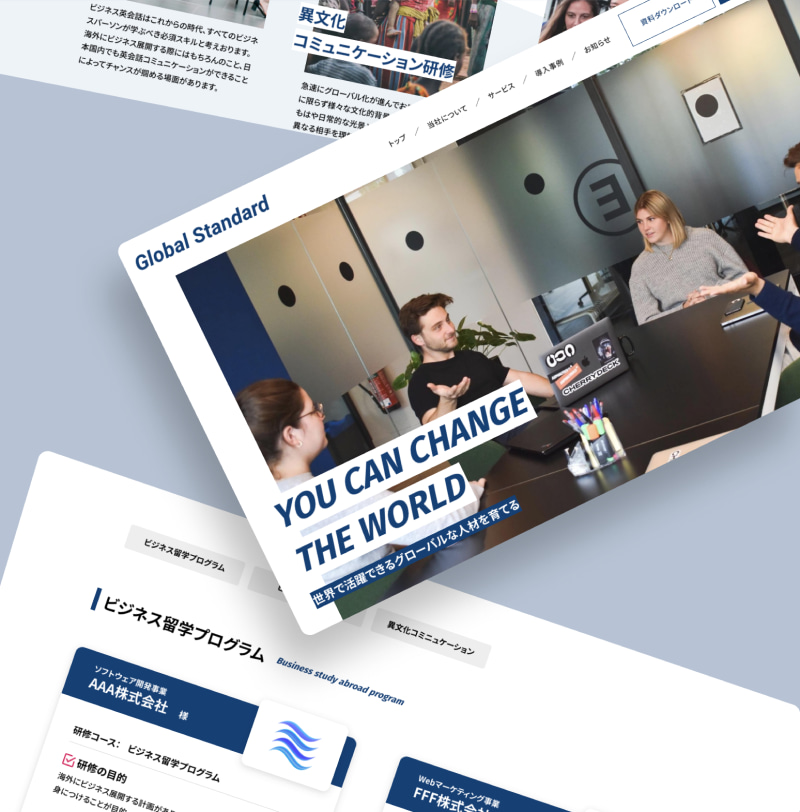 ビジネス英会話はこれからの時代、すべてのビジネ
スパーソンが学ぶべき必須スキルと考えおります。
海外にビジネス展開する際にはもちろんのこと、日
本国内でも英会話コミュニケーションができること
によってチャンスが掴める場面があります。
異文化
コミュニケーション研修
急速にグローバル化が進んでお
に限らず様々な文化的背景
もはや日常的な光景
異なる相手を理
Global Standard
トップ / 当社について / サービス / 導入事例 / お知らせ
資料ダウンロード
CHERRYDECK
YOU CAN CHANGE
THE WORLD
世界で活躍できるグローバルな人材を育てる
ビジネス留学プログラム
異文化コミニュケーション
ビジネス留学プログラム Business study abroad program
ソフトウェア開発事業
AAA株式会社 様
研修コース： ビジネス留学プログラム
研修の目的
海外にビジネス展開する計画があ
身につけることが目的
Webマーケティング事業
FFF株式会社